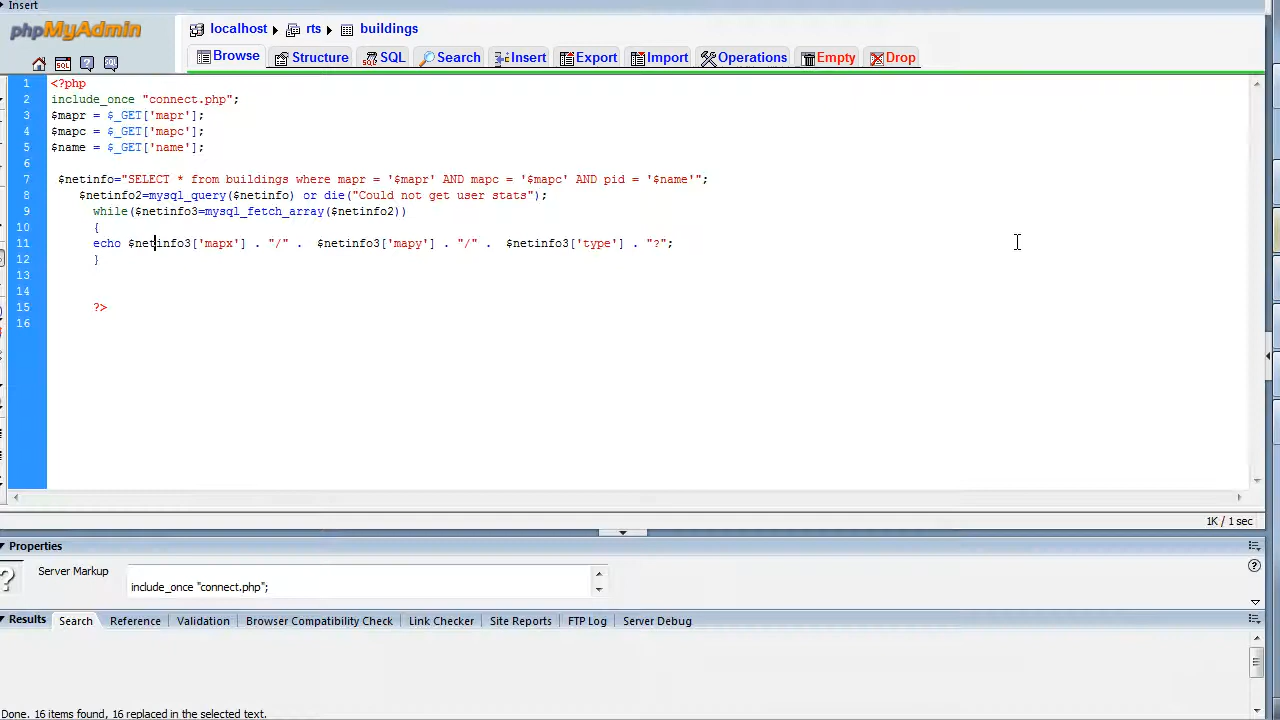 Insert
phpMyAdmin
localhost ▶ rts ▶ buildings
Browse Structure SQL Search Insert Export Import Operations Empty Drop
1 <?php
2 include_once "connect.php";
3 $mapr = $_GET['mapr'];
4 $mapc = $_GET['mapc'];
5 $name = $_GET['name'];
6
7 $netinfo="SELECT * from buildings where mapr = '$mapr' AND mapc = '$mapc' AND pid = '$name'";
8 $netinfo2=mysql_query($netinfo) or die("Could not get user stats");
9 while($netinfo3=mysql_fetch_array($netinfo2))
10 {
11 echo $netinfo3['mapx'] . "/" .  $netinfo3['mapy'] . "/" .  $netinfo3['type'] . "?";
12 }
13
14
15 ?>
16
1K / 1 sec
Properties
Server Markup
include_once "connect.php";
Results Search Reference Validation Browser Compatibility Check Link Checker Site Reports FTP Log Server Debug
Done. 16 items found, 16 replaced in the selected text.